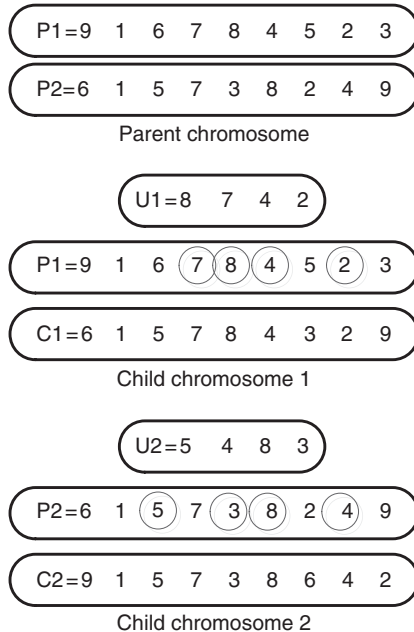 P1=9 1 6 7 8 4 5 2 3
P2=6 1 5 7 3 8 2 4 9
Parent chromosome
U1=8 7 4 2
P1=9 1 6 7 8 4 5 2 3
C1=6 1 5 7 8 4 3 2 9
Child chromosome 1
U2=5 4 8 3
P2=6 1 5 7 3 8 2 4 9
C2=9 1 5 7 3 8 6 4 2
Child chromosome 2